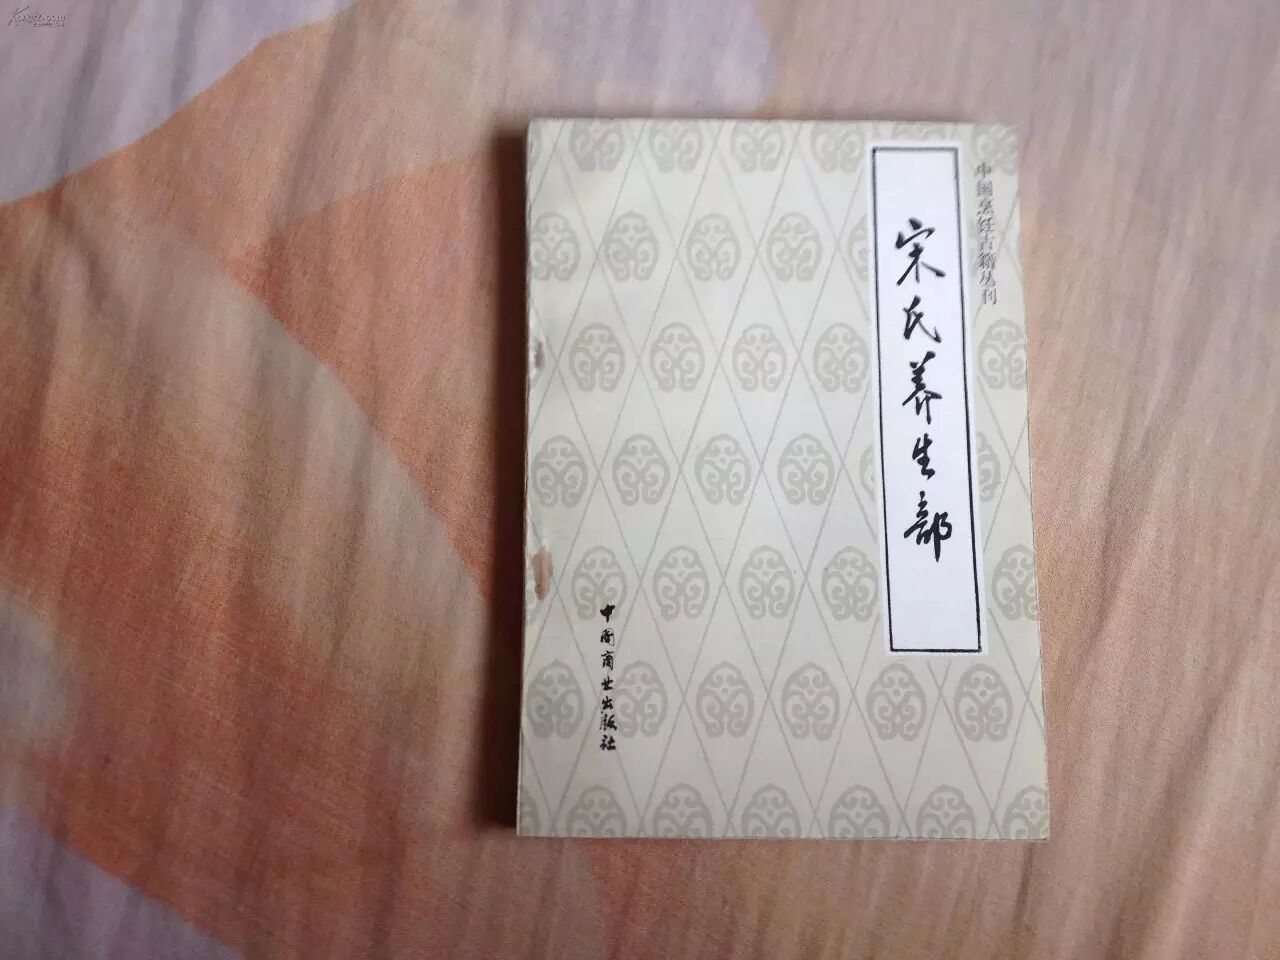 中国烹饪古籍丛刊
宋氏养生部
中国商业出版社